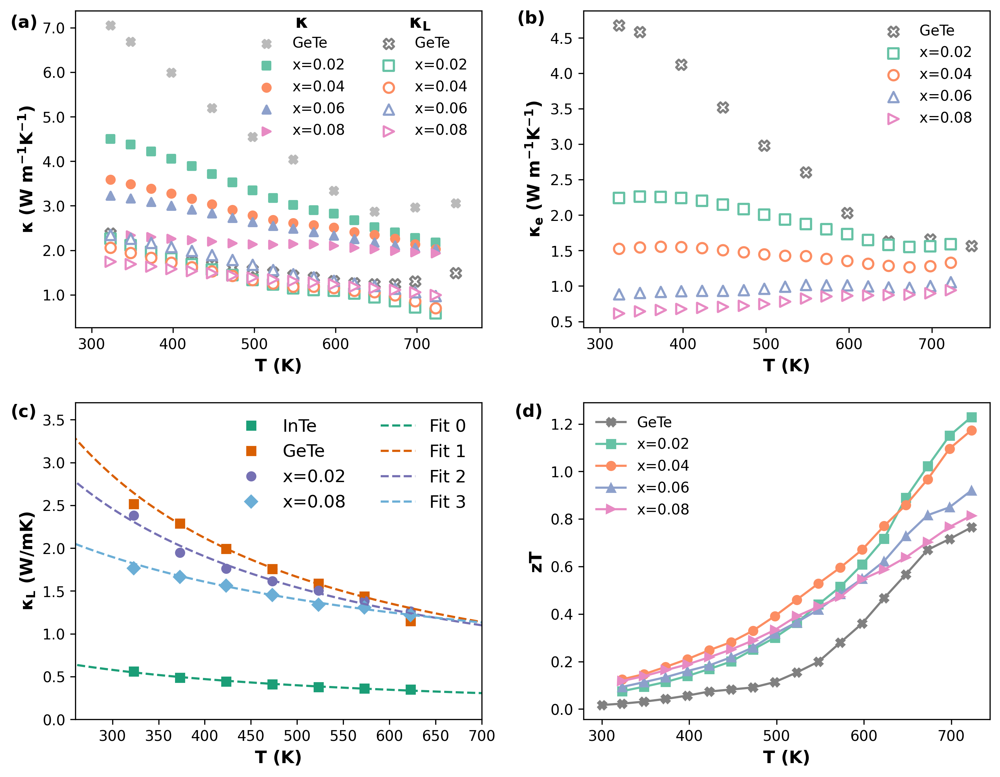 (a)
κ (W m⁻¹K⁻¹)
7.0
6.0
5.0
4.0
3.0
2.0
1.0
κ κL
GeTe GeTe
x=0.02 x=0.02
x=0.04 x=0.04
x=0.06 x=0.06
x=0.08 x=0.08
300 400 500 600 700
T (K)
(b)
κe (W m⁻¹K⁻¹)
4.5
4.0
3.5
3.0
2.5
2.0
1.5
1.0
0.5
GeTe
x=0.02
x=0.04
x=0.06
x=0.08
300 400 500 600 700
T (K)
(c)
κL (W/mK)
3.5
3.0
2.5
2.0
1.5
1.0
0.5
0.0
InTe Fit 0
GeTe Fit 1
x=0.02 Fit 2
x=0.08 Fit 3
300 350 400 450 500 550 600 650 700
T (K)
(d)
zT
1.2
1.0
0.8
0.6
0.4
0.2
0.0
GeTe
x=0.02
x=0.04
x=0.06
x=0.08
300 400 500 600 700
T (K)